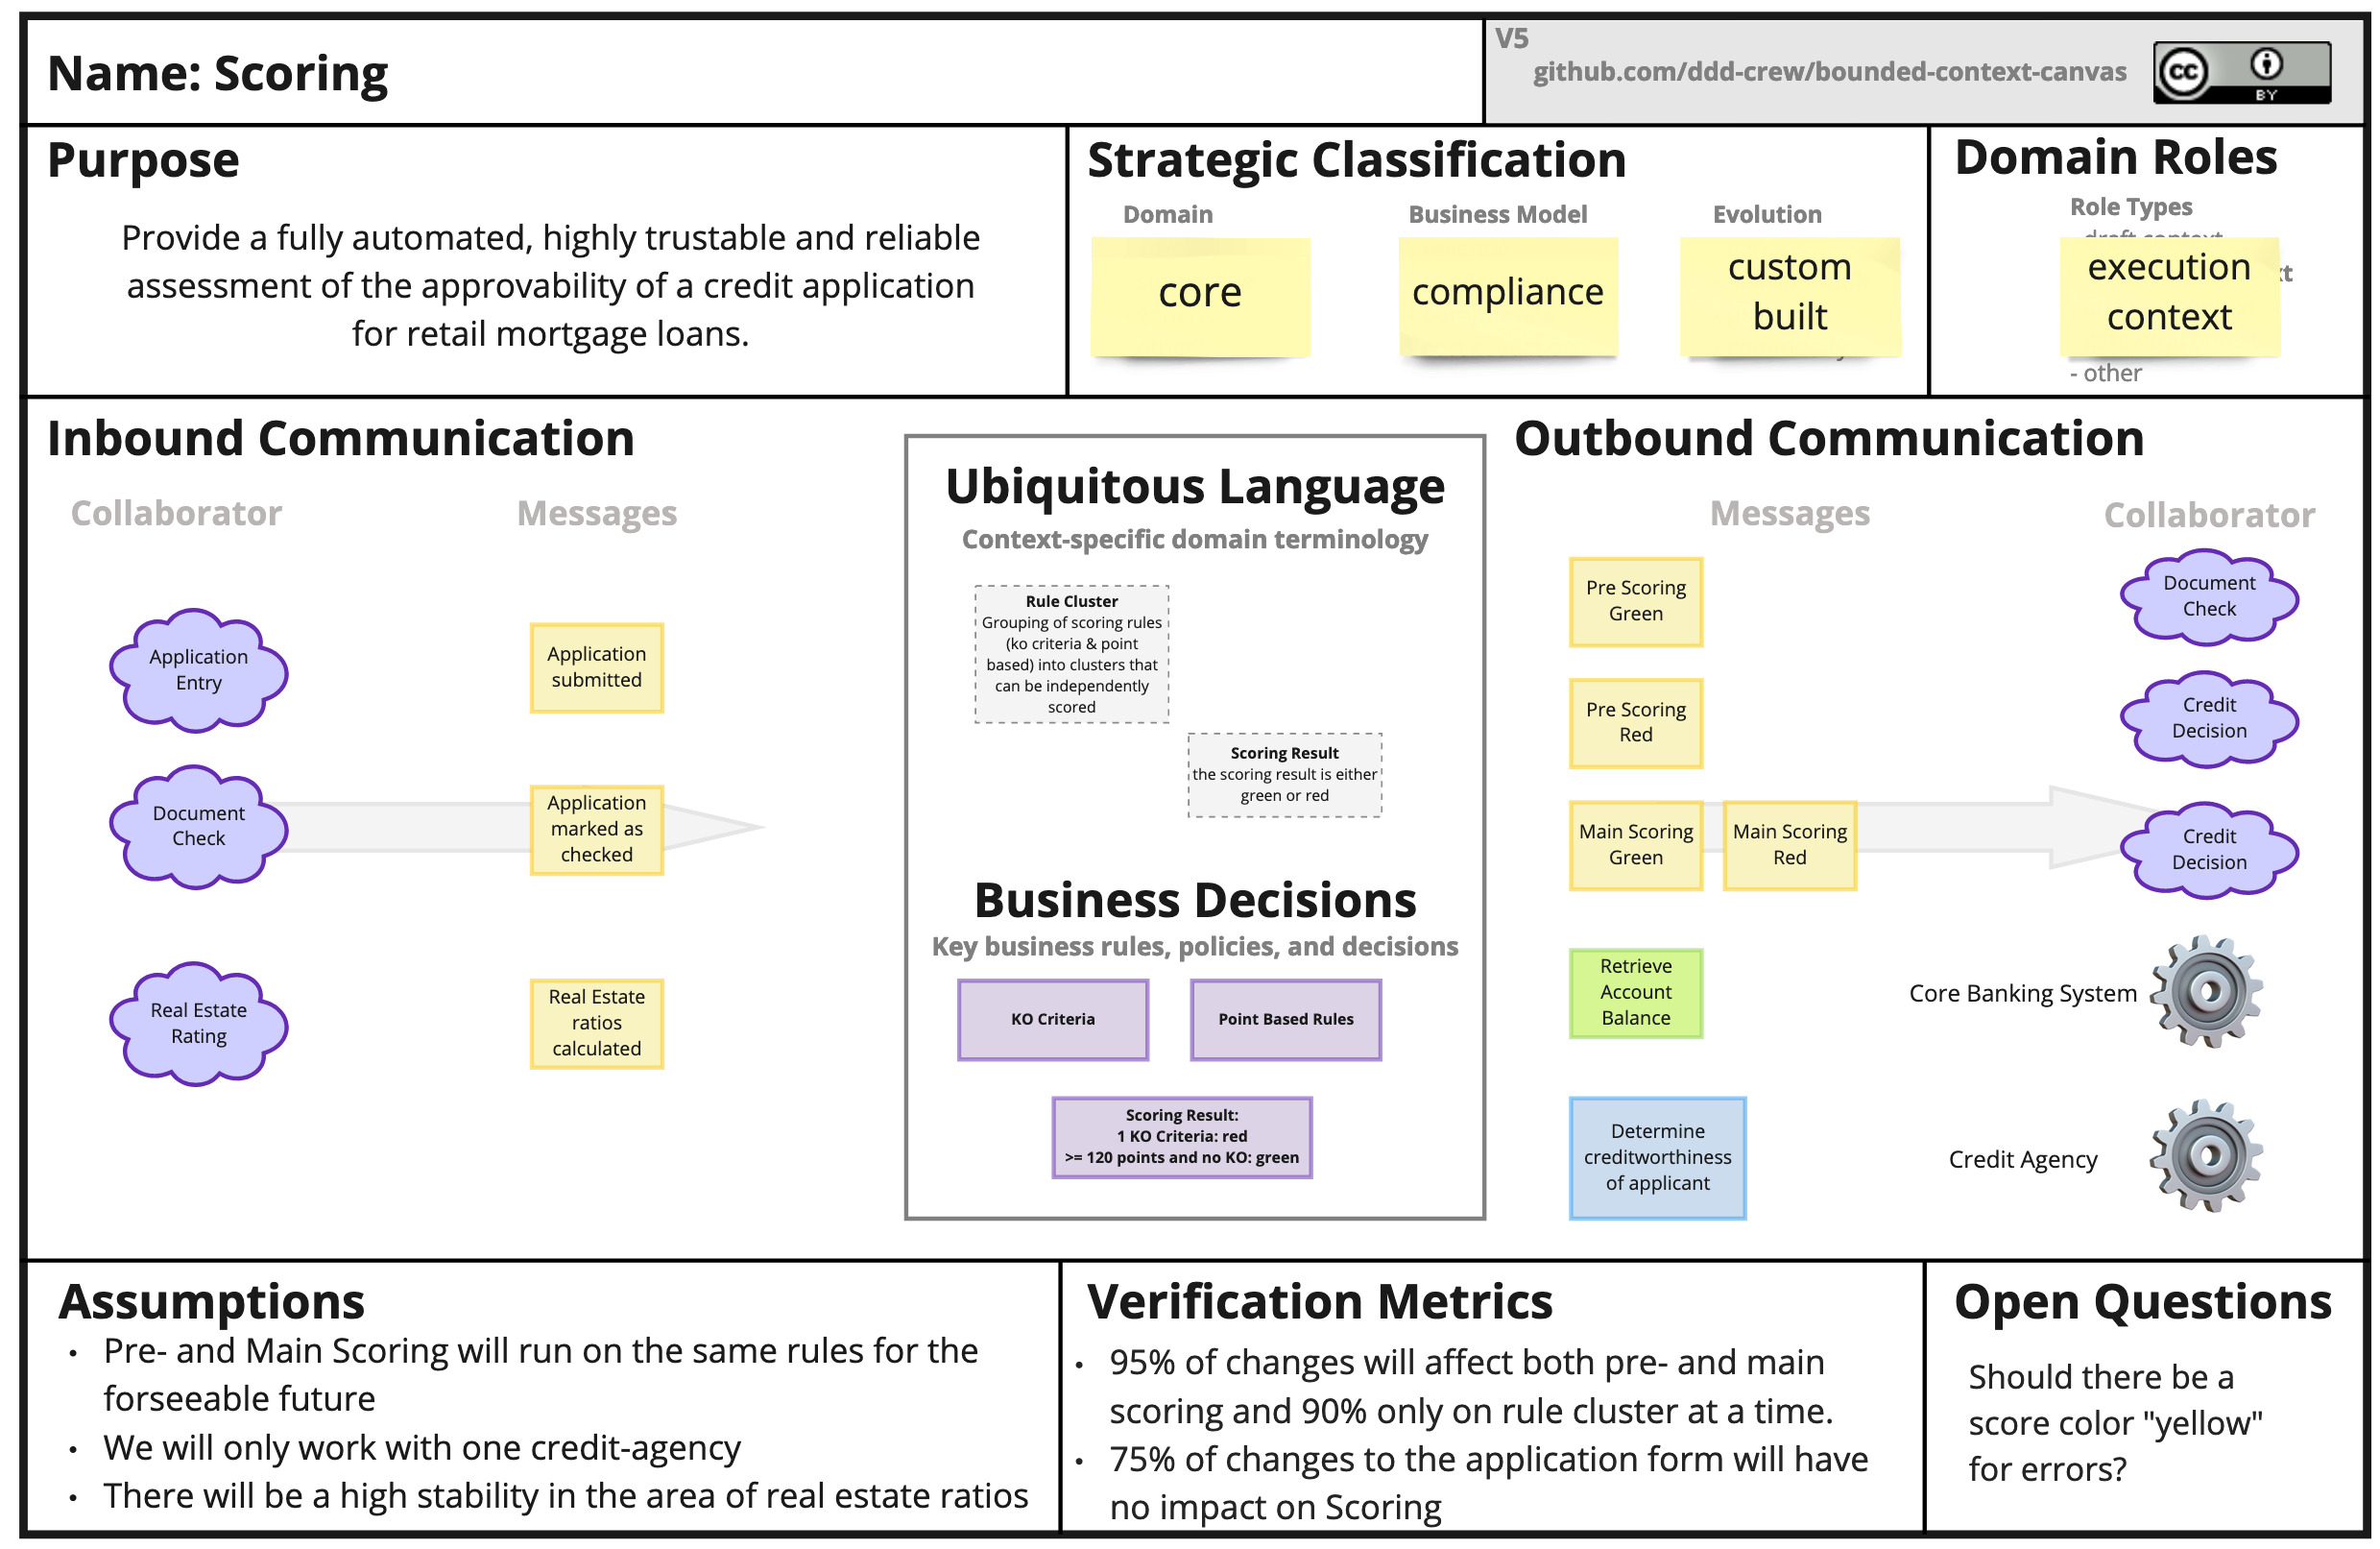 Name: Scoring
V5
github.com/ddd-crew/bounded-context-canvas
cc
BY
Purpose
Provide a fully automated, highly trustable and reliable
assessment of the approvability of a credit application
for retail mortgage loans.
Strategic Classification
Domain
Business Model
Evolution
core
compliance
custom
built
Domain Roles
Role Types
execution
context
- other
Inbound Communication
Collaborator
Messages
Application
Entry
Application
submitted
Document
Check
Application
marked as
checked
Real Estate
Rating
Real Estate
ratios
calculated
Ubiquitous Language
Context-specific domain terminology
Rule Cluster
Grouping of scoring rules
(ko criteria & point
based) into clusters that
can be independently
scored
Scoring Result
the scoring result is either
green or red
Business Decisions
Key business rules, policies, and decisions
KO Criteria
Point Based Rules
Scoring Result:
1 KO Criteria: red
>= 120 points and no KO: green
Outbound Communication
Messages
Collaborator
Pre Scoring
Green
Document
Check
Pre Scoring
Red
Credit
Decision
Main Scoring
Green
Main Scoring
Red
Credit
Decision
Retrieve
Account
Balance
Core Banking System
Determine
creditworthiness
of applicant
Credit Agency
Assumptions
• Pre- and Main Scoring will run on the same rules for the
forseeable future
• We will only work with one credit-agency
• There will be a high stability in the area of real estate ratios
Verification Metrics
• 95% of changes will affect both pre- and main
scoring and 90% only on rule cluster at a time.
• 75% of changes to the application form will have
no impact on Scoring
Open Questions
Should there be a
score color "yellow"
for errors?